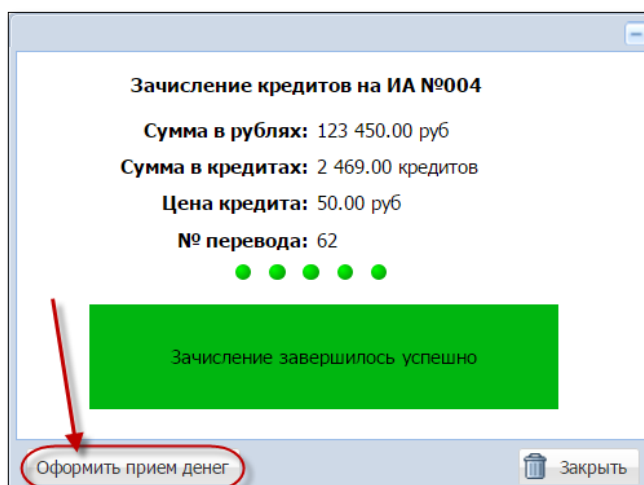 Зачисление кредитов на ИА №004
Сумма в рублях: 123 450.00 руб
Сумма в кредитах: 2 469.00 кредитов
Цена кредита: 50.00 руб
№ перевода: 62
Зачисление завершилось успешно
Оформить прием денег
Закрыть